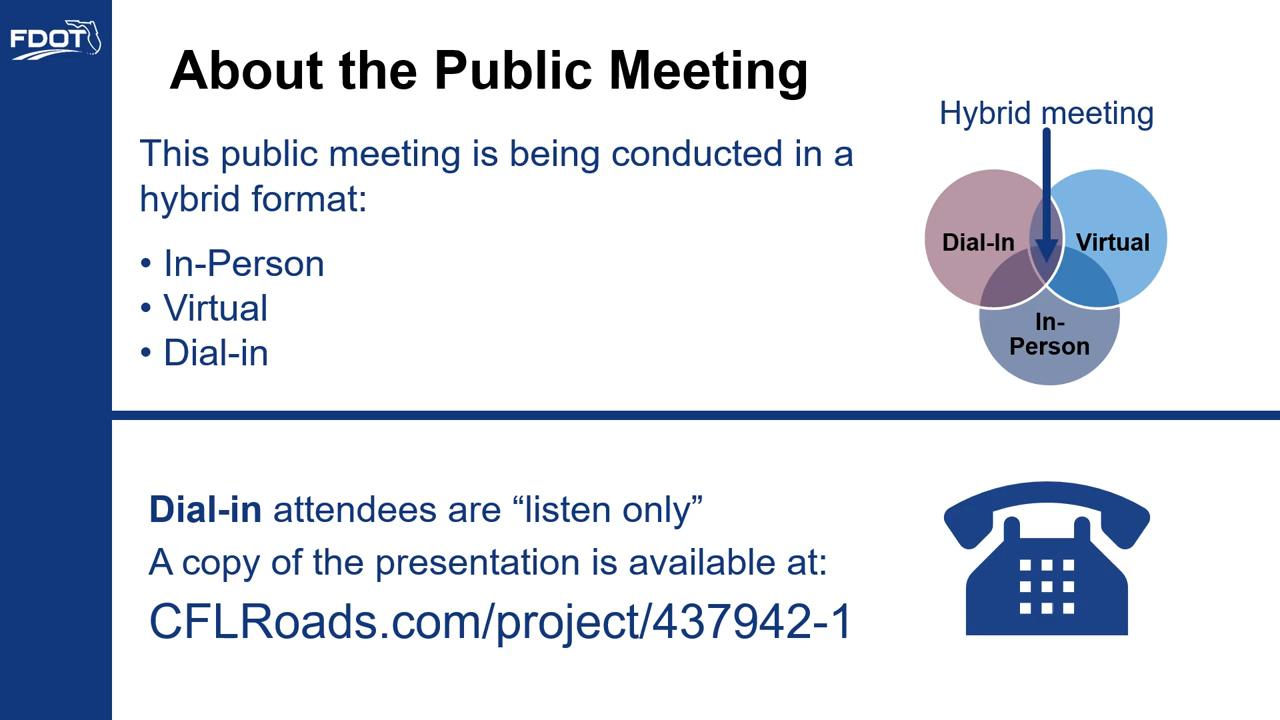 FDOT
About the Public Meeting
This public meeting is being conducted in a
hybrid format:
• In-Person
• Virtual
• Dial-in
Hybrid meeting
Dial-In
Virtual
In-
Person
Dial-in attendees are “listen only”
A copy of the presentation is available at:
CFLRoads.com/project/437942-1